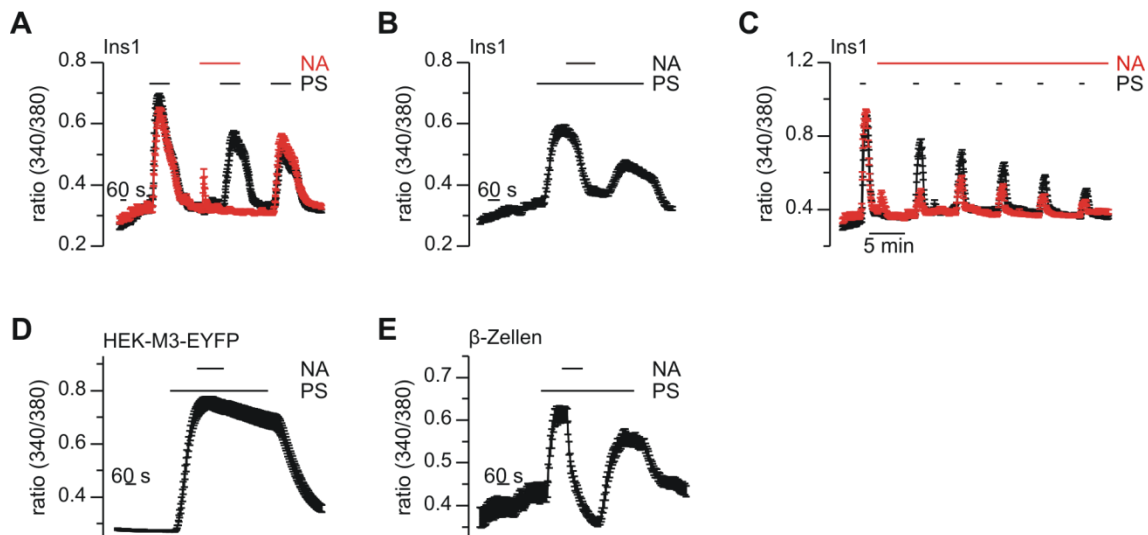 A
Ins1
NA
PS
0.8
0.6
0.4
0.2
ratio (340/380)
60 s
B
Ins1
NA
PS
0.8
0.6
0.4
0.2
ratio (340/380)
60 s
C
Ins1
NA
PS
1.2
0.8
0.4
ratio (340/380)
5 min
D
HEK-M3-EYFP
NA
PS
0.8
0.6
0.4
ratio (340/380)
60 s
E
β-Zellen
NA
PS
0.7
0.6
0.5
0.4
ratio (340/380)
60 s